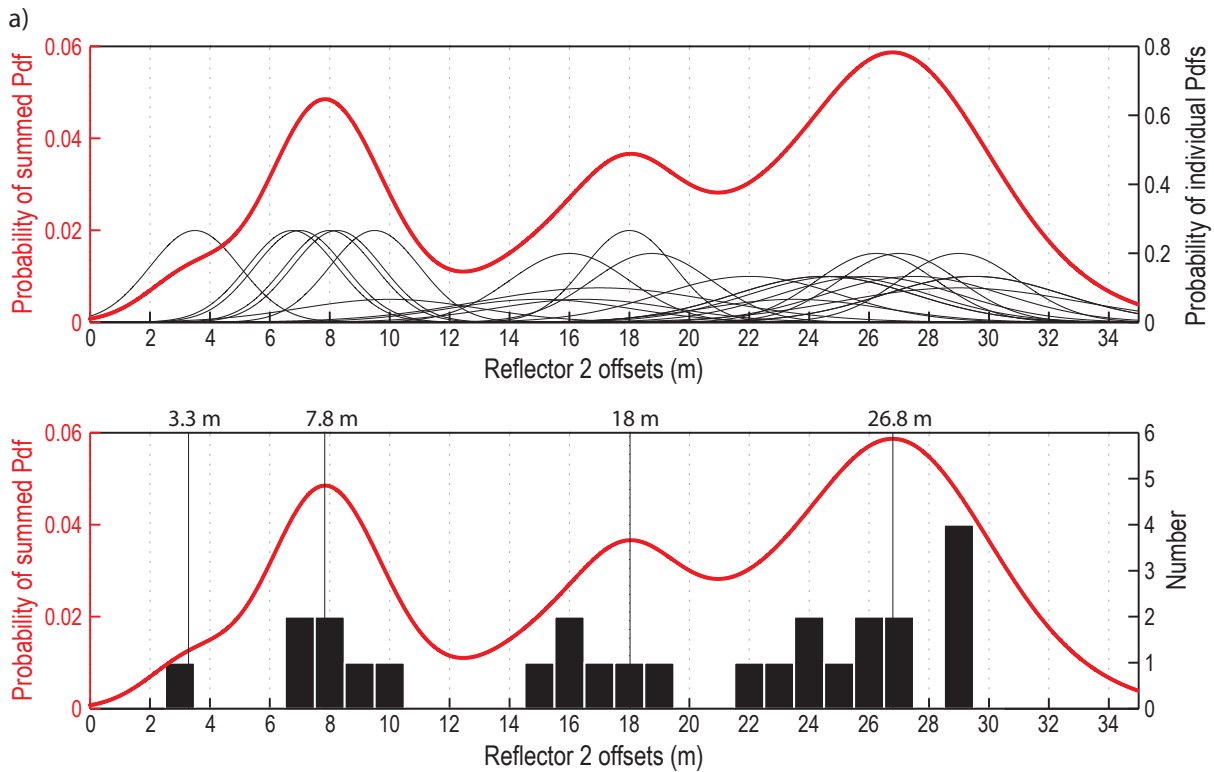 a)
Probability of summed Pdf
0.06
0.04
0.02
0
0.8
0.6
0.4
0.2
0
Probability of individual Pdfs
0 2 4 6 8 10 12 14 16 18 20 22 24 26 28 30 32 34
Reflector 2 offsets (m)
3.3 m 7.8 m 18 m 26.8 m
Probability of summed Pdf
0.06
0.04
0.02
0
6
5
4
3
2
1
0
Number
0 2 4 6 8 10 12 14 16 18 20 22 24 26 28 30 32 34
Reflector 2 offsets (m)